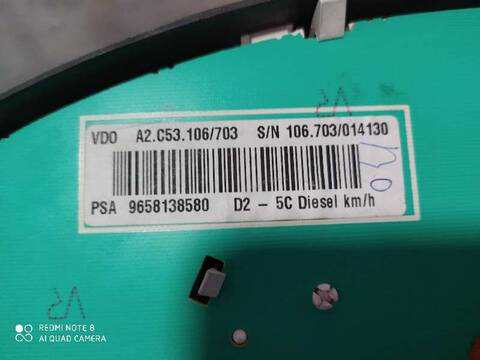 VDO A2.C53.106/703 S/N 106.703/014130
PSA 9658138580 D2 - 5C Diesel km/h
REDMI NOTE 8
AI QUAD CAMERA